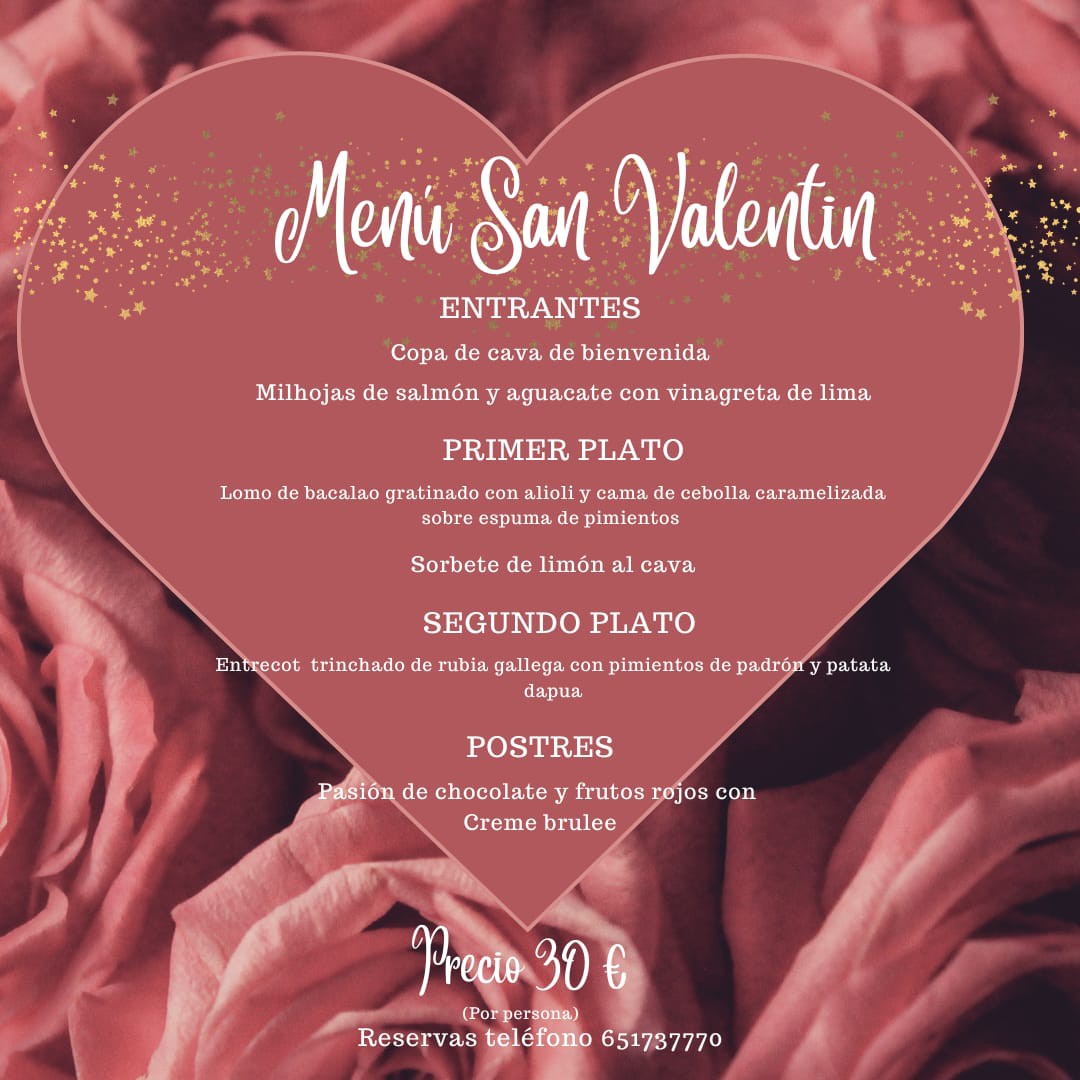 Menú San Valentin
ENTRANTES
Copa de cava de bienvenida
Milhojas de salmón y aguacate con vinagreta de lima
PRIMER PLATO
Lomo de bacalao gratinado con alioli y cama de cebolla caramelizada
sobre espuma de pimientos
Sorbete de limón al cava
SEGUNDO PLATO
Entrecot trinchado de rubia gallega con pimientos de padrón y patata
dapua
POSTRES
Pasión de chocolate y frutos rojos con
Creme brulee
Precio 30 €
(Por persona)
Reservas teléfono 651737770